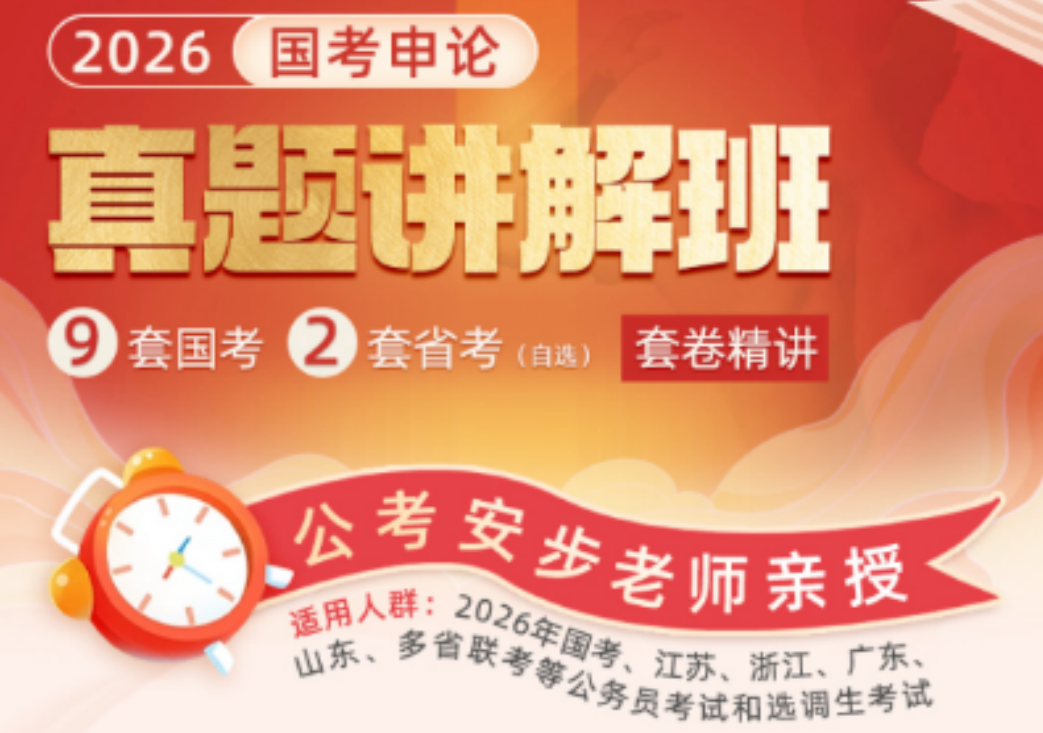 2026 国考申论
真题讲解班
9 套国考 2 套省考（自选） 套卷精讲
公考安步老师亲授
适用人群：2026年国考、江苏、浙江、广东、
山东、多省联考等公务员考试和选调生考试